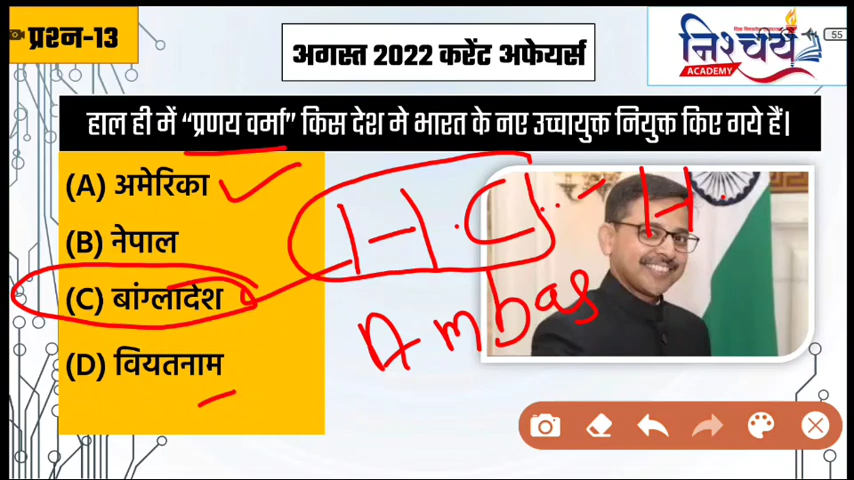 प्रश्न-13
अगस्त 2022 करेंट अफेयर्स
निश्चय
ACADEMY
55
हाल ही में “प्रणय वर्मा” किस देश मे भारत के नए उच्चायुक्त नियुक्त किए गये हैं।
(A) अमेरिका
(B) नेपाल
(C) बांग्लादेश
(D) वियतनाम
H.C. - H.
Ambas